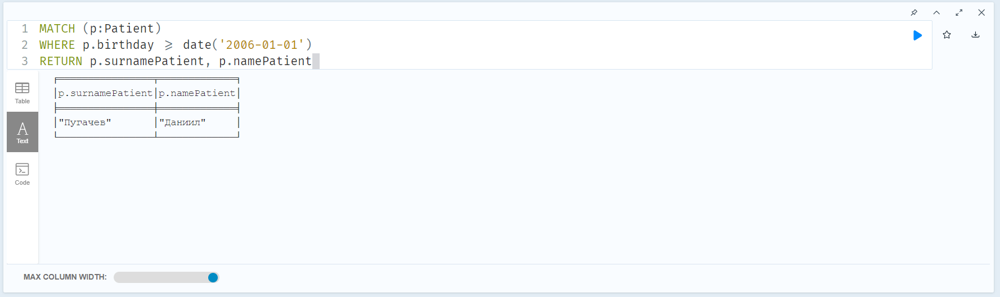 1 MATCH (p:Patient)
2 WHERE p.birthday ⩾ date('2006-01-01')
3 RETURN p.surnamePatient, p.namePatient
Table
p.surnamePatient p.namePatient
"Пугачев" "Даниил"
A
Text
Code
MAX COLUMN WIDTH: